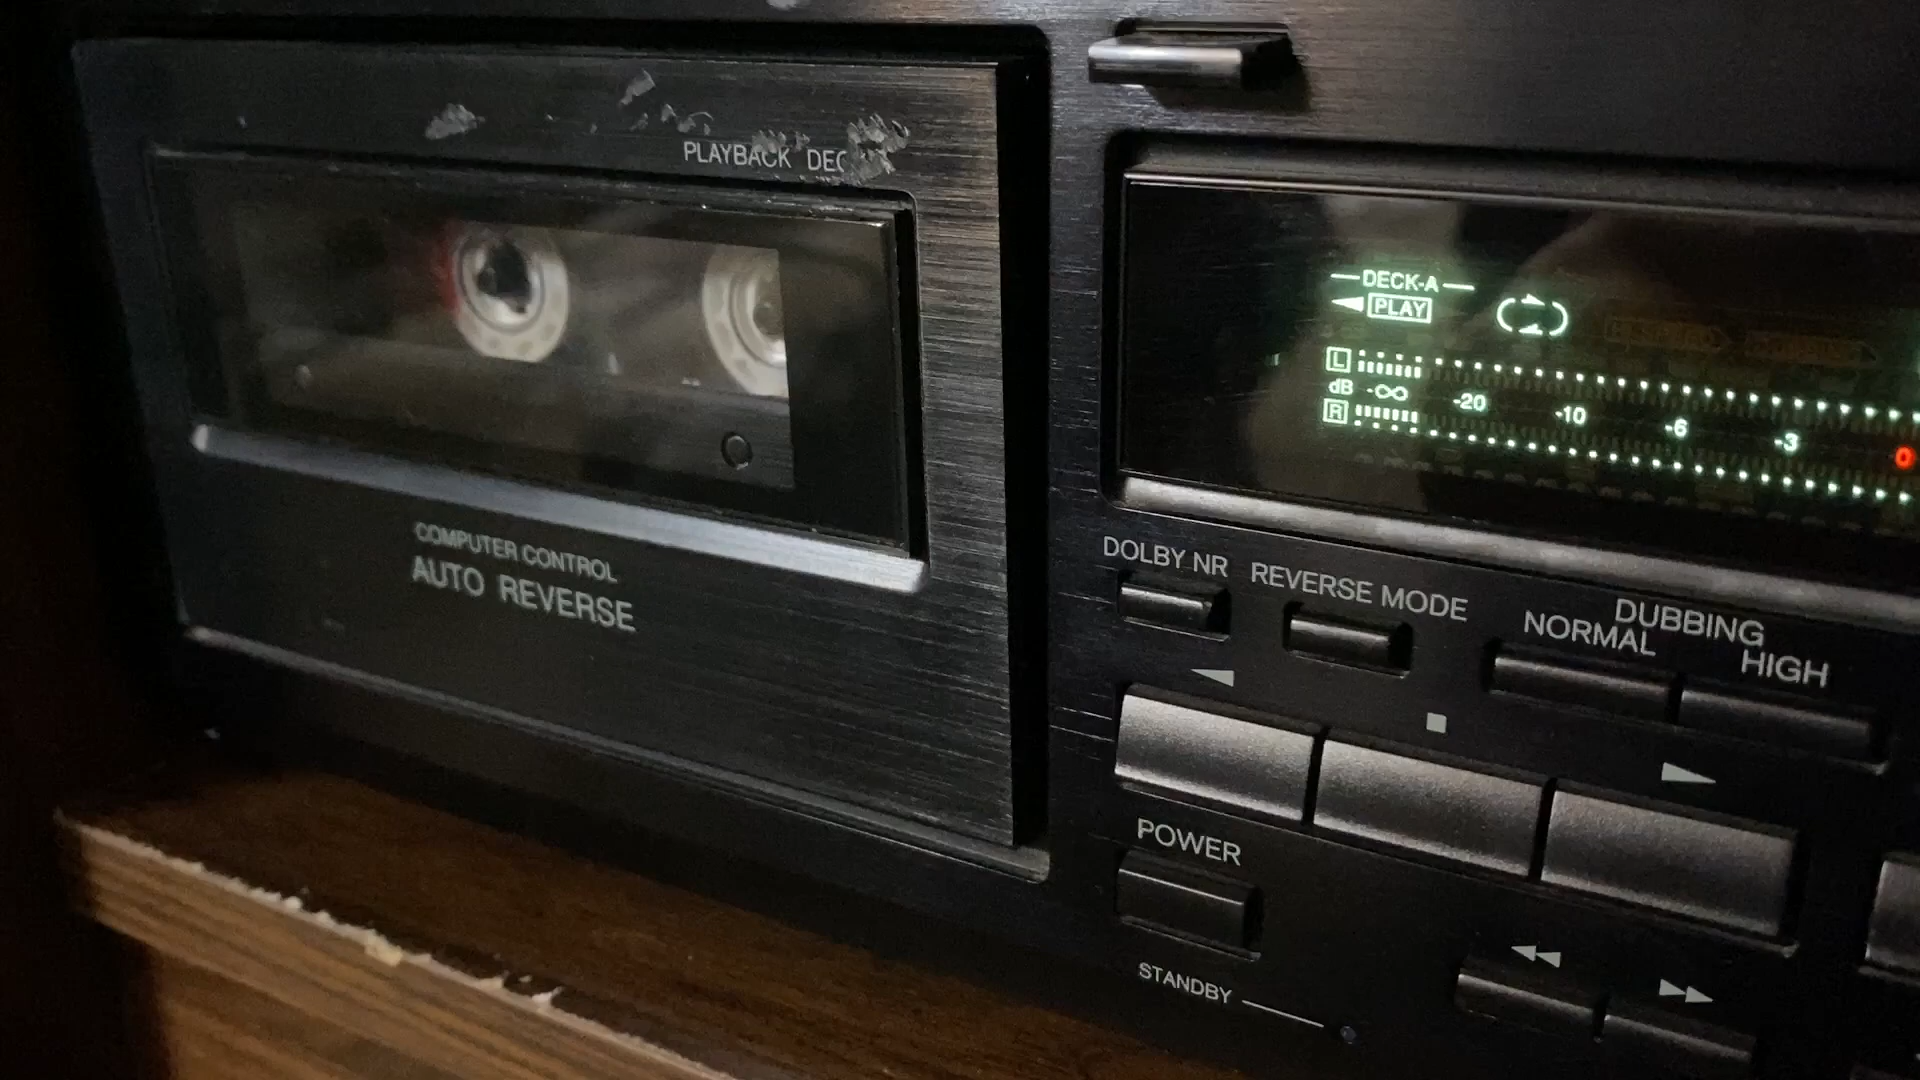 PLAYBACK DEC
COMPUTER CONTROL
AUTO REVERSE
DECK-A
PLAY
L
dB -∞ -20 -10 -6 -3 0
R
DOLBY NR
REVERSE MODE
DUBBING
NORMAL
HIGH
POWER
STANDBY